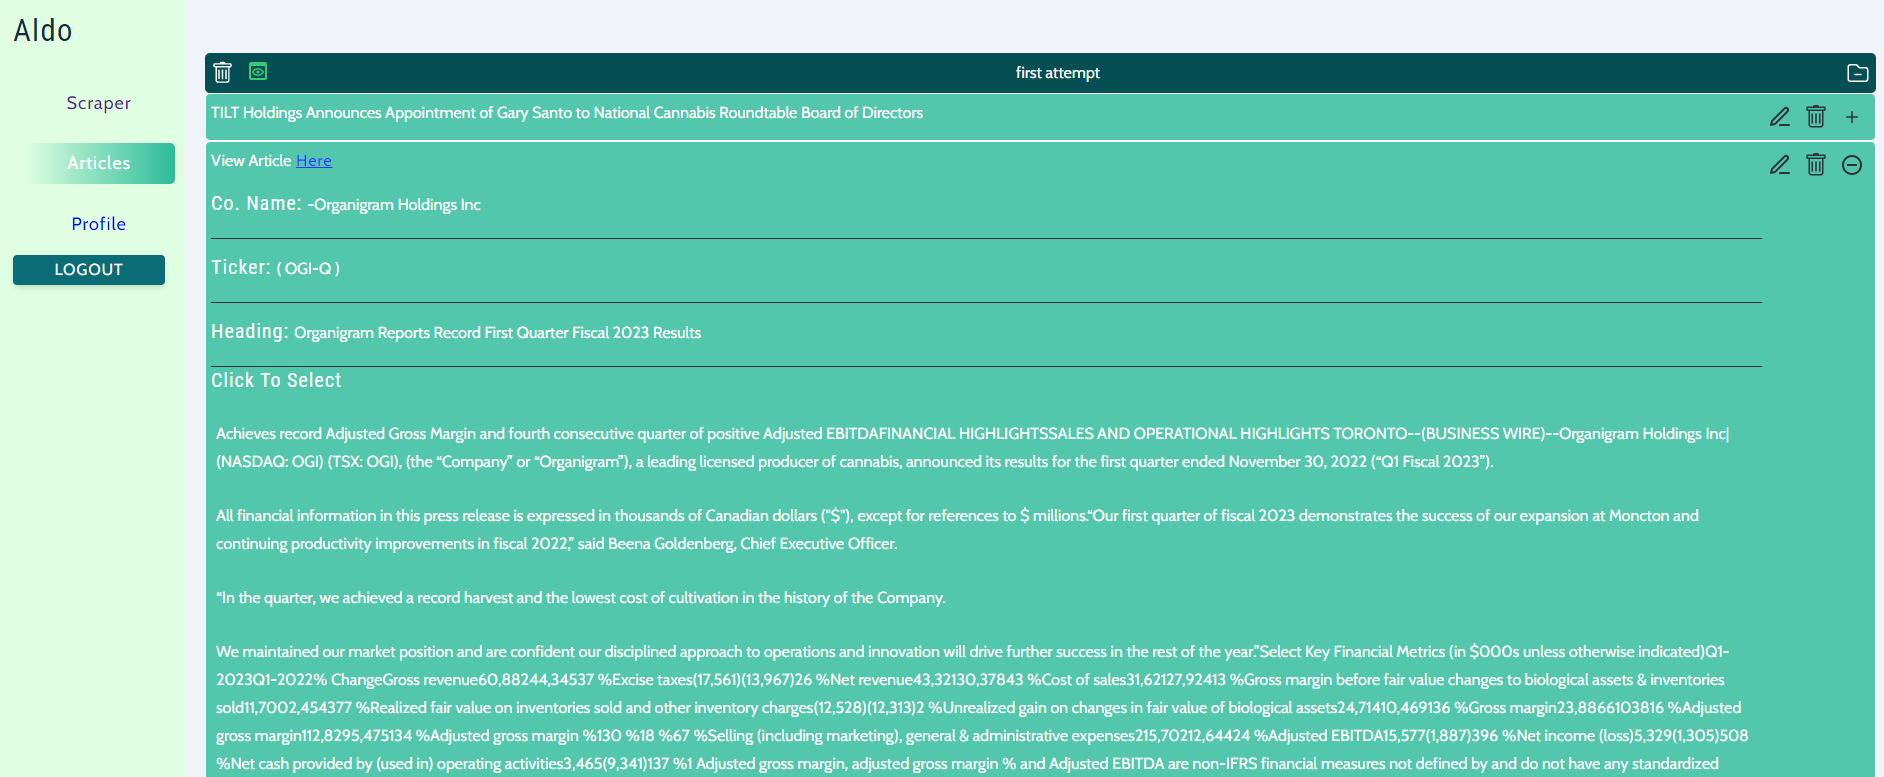 Aldo
Scraper
Articles
Profile
LOGOUT
first attempt
TILT Holdings Announces Appointment of Gary Santo to National Cannabis Roundtable Board of Directors
View Article Here
Co. Name: -Organigram Holdings Inc
Ticker: ( OGI-Q )
Heading: Organigram Reports Record First Quarter Fiscal 2023 Results
Click To Select
Achieves record Adjusted Gross Margin and fourth consecutive quarter of positive Adjusted EBITDAFINANCIAL HIGHLIGHTSSALES AND OPERATIONAL HIGHLIGHTS TORONTO--(BUSINESS WIRE)--Organigram Holdings Inc|
(NASDAQ: OGI) (TSX: OGI), (the “Company” or “Organigram”), a leading licensed producer of cannabis, announced its results for the first quarter ended November 30, 2022 (“Q1 Fiscal 2023”).
All financial information in this press release is expressed in thousands of Canadian dollars ("$"), except for references to $ millions.“Our first quarter of fiscal 2023 demonstrates the success of our expansion at Moncton and
continuing productivity improvements in fiscal 2022,” said Beena Goldenberg, Chief Executive Officer.
“In the quarter, we achieved a record harvest and the lowest cost of cultivation in the history of the Company.
We maintained our market position and are confident our disciplined approach to operations and innovation will drive further success in the rest of the year.”Select Key Financial Metrics (in $000s unless otherwise indicated)Q1-
2023Q1-2022% ChangeGross revenue60,88244,34537 %Excise taxes(17,561)(13,967)26 %Net revenue43,32130,37843 %Cost of sales31,62127,92413 %Gross margin before fair value changes to biological assets & inventories
sold11,7002,454377 %Realized fair value on inventories sold and other inventory charges(12,528)(12,313)2 %Unrealized gain on changes in fair value of biological assets24,71410,469136 %Gross margin23,8866103816 %Adjusted
gross margin112,8295,475134 %Adjusted gross margin %130 %18 %67 %Selling (including marketing), general & administrative expenses215,70212,64424 %Adjusted EBITDA15,577(1,887)396 %Net income (loss)5,329(1,305)508
%Net cash provided by (used in) operating activities3,465(9,341)137 %1 Adjusted gross margin, adjusted gross margin % and Adjusted EBITDA are non-IFRS financial measures not defined by and do not have any standardized